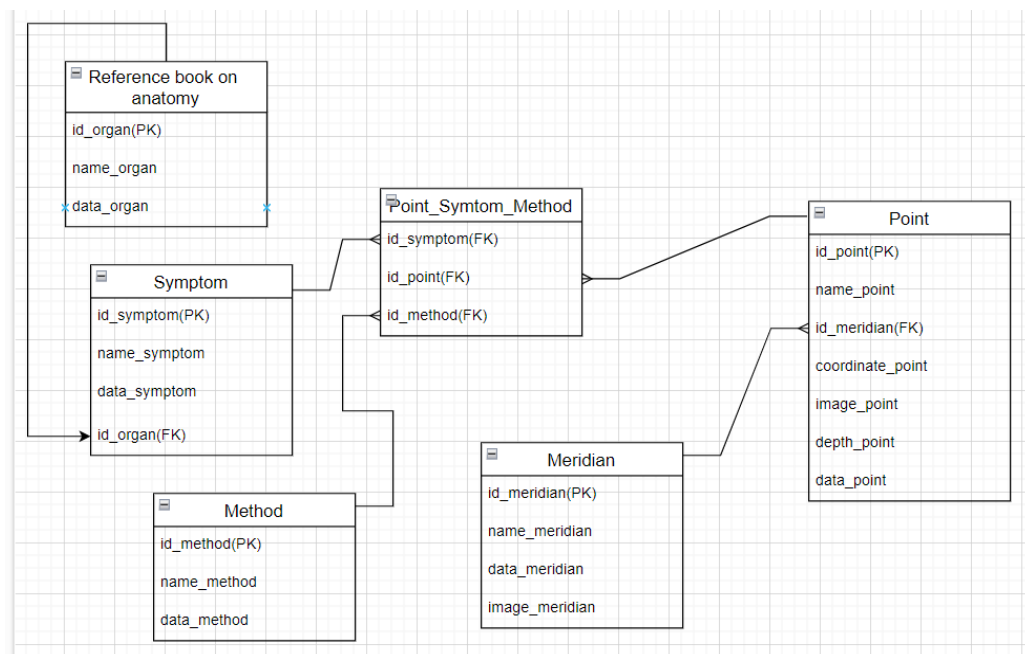 Reference book on
anatomy
id_organ(PK)
name_organ
data_organ
Symptom
id_symptom(PK)
name_symptom
data_symptom
id_organ(FK)
Method
id_method(PK)
name_method
data_method
Point_Symtom_Method
id_symptom(FK)
id_point(FK)
id_method(FK)
Meridian
id_meridian(PK)
name_meridian
data_meridian
image_meridian
Point
id_point(PK)
name_point
id_meridian(FK)
coordinate_point
image_point
depth_point
data_point